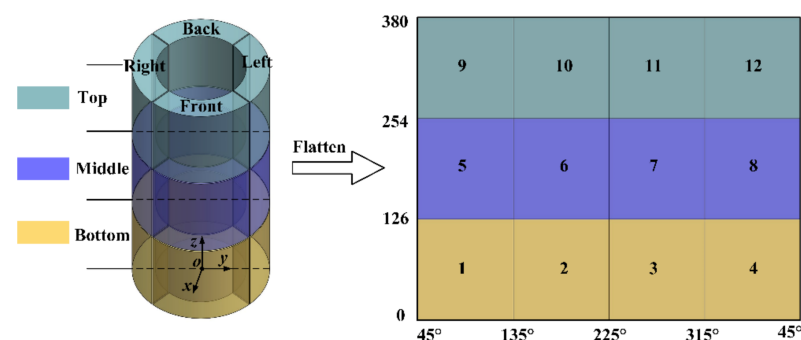 Back
Right
Left
Front
Top
Middle
Bottom
z
o
y
x
Flatten
380
9 10 11 12
254
5 6 7 8
126
1 2 3 4
0
45° 135° 225° 315° 45°